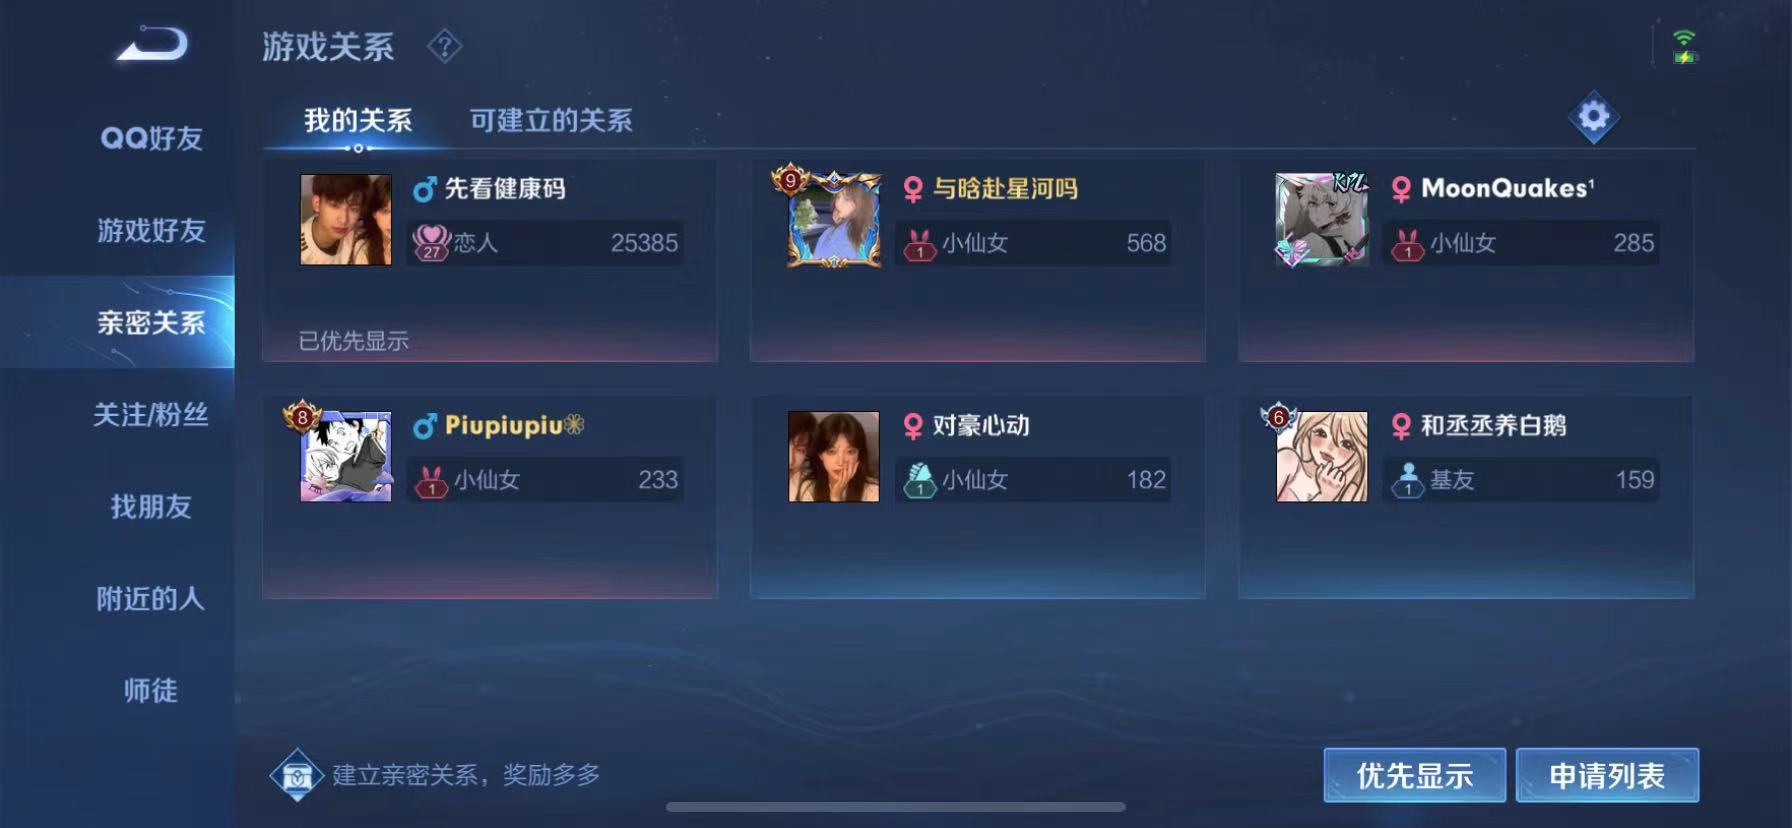 游戏关系
?
QQ好友
游戏好友
亲密关系
关注/粉丝
找朋友
附近的人
师徒
我的关系
可建立的关系
先看健康码
27
恋人
25385
已优先显示
9
与晗赴星河吗
1
小仙女
568
KPL
MoonQuakes¹
1
小仙女
285
8
Piupiupiu
1
小仙女
233
对豪心动
1
小仙女
182
6
和丞丞养白鹅
1
基友
159
建立亲密关系，奖励多多
优先显示
申请列表